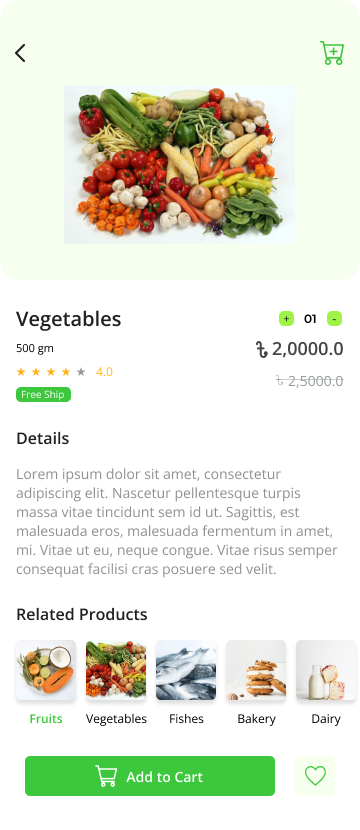 Vegetables
+ 01 -
500 gm
৳ 2,0000.0
4.0
৳ 2,5000.0
Free Ship
Details
Lorem ipsum dolor sit amet, consectetur
adipiscing elit. Nascetur pellentesque turpis
massa vitae tincidunt sem id ut. Sagittis, est
malesuada eros, malesuada fermentum in amet,
mi. Vitae ut eu, neque congue. Vitae risus semper
consequat facilisi cras posuere sed velit.
Related Products
Fruits Vegetables Fishes Bakery Dairy
Add to Cart